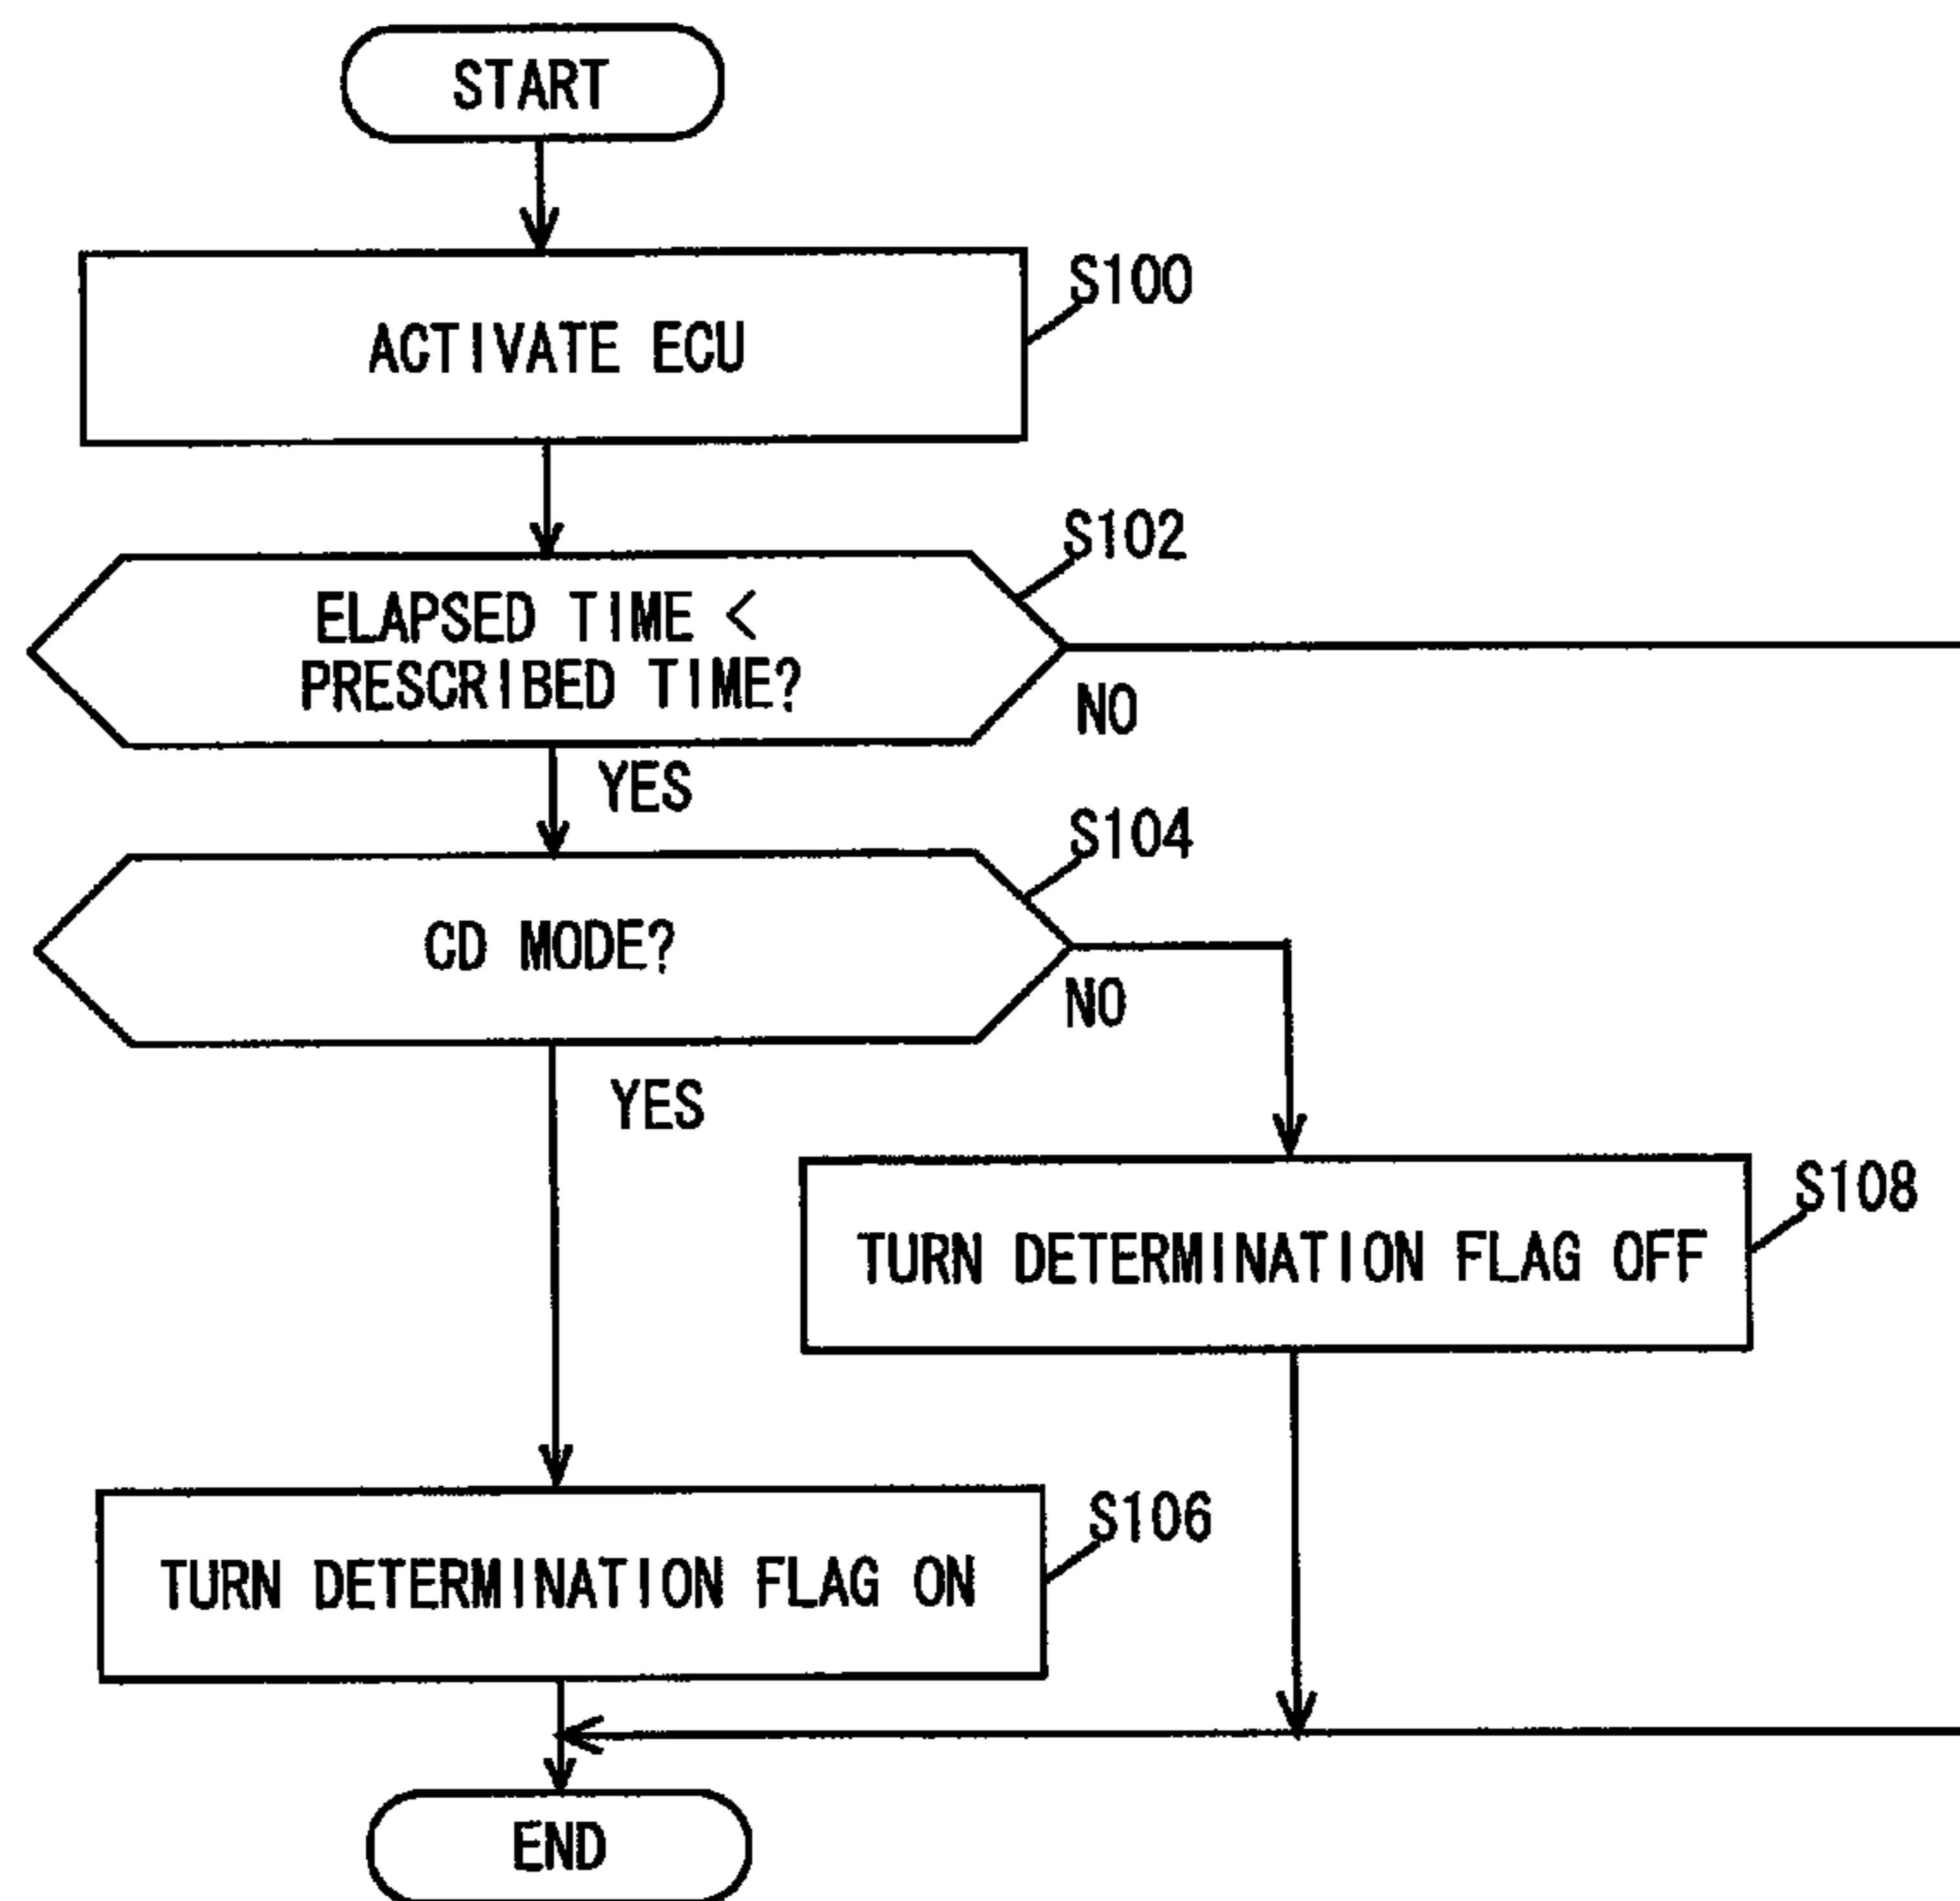 START
ACTIVATE ECU
S100
ELAPSED TIME <
PRESCRIBED TIME?
S102
NO
YES
CD MODE?
S104
NO
YES
TURN DETERMINATION FLAG OFF
S108
TURN DETERMINATION FLAG ON
S106
END